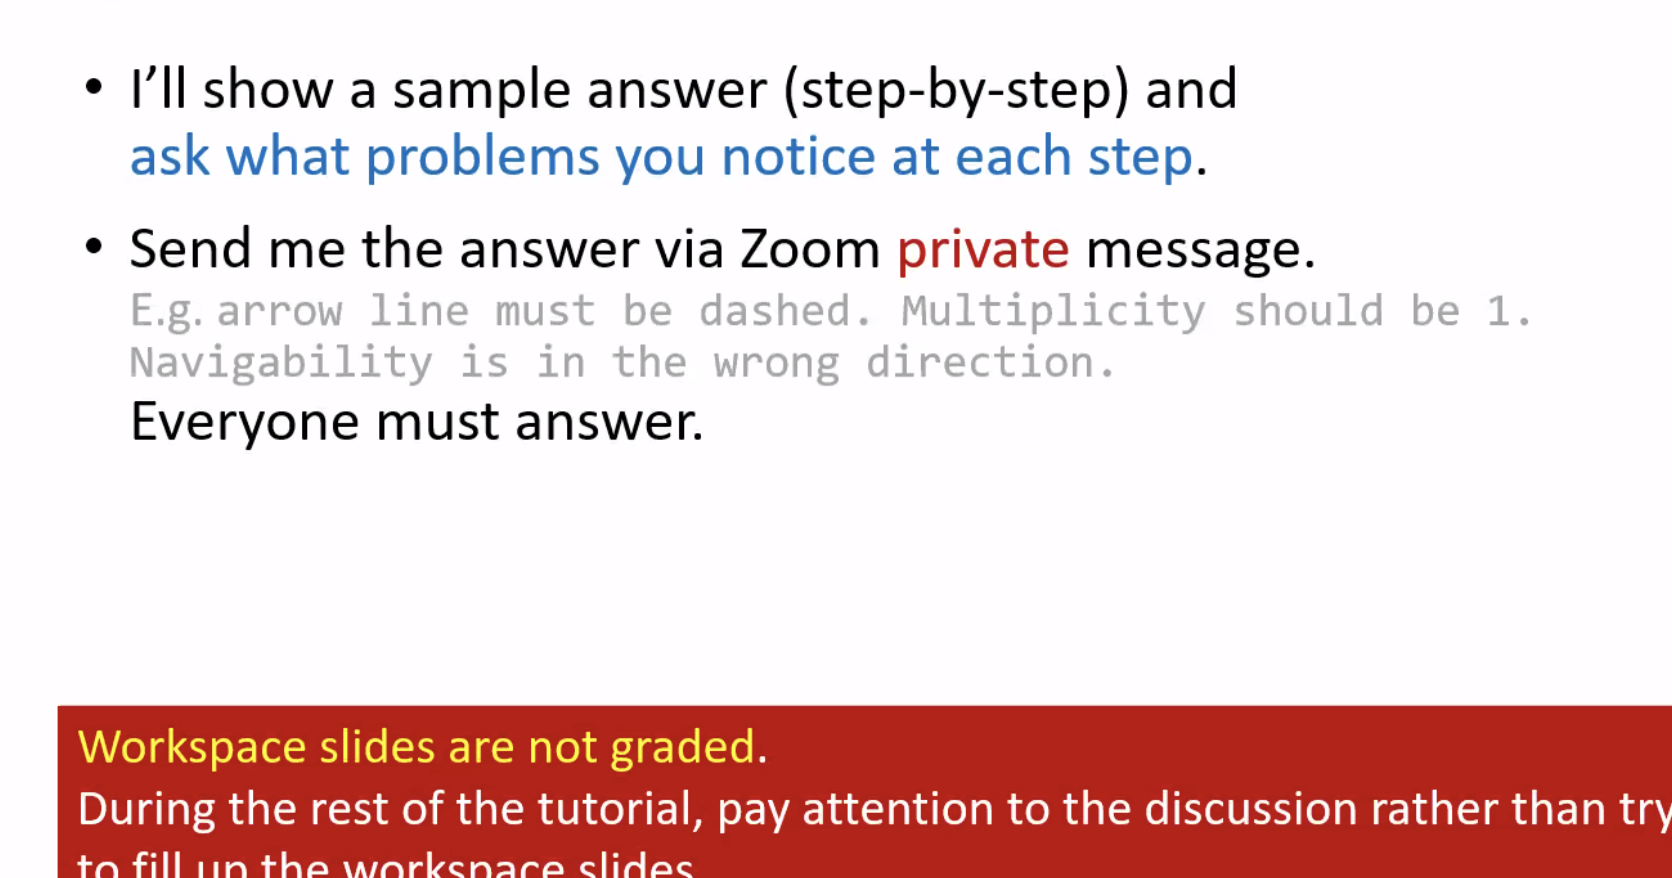 • I’ll show a sample answer (step-by-step) and
ask what problems you notice at each step.
• Send me the answer via Zoom private message.
E.g. arrow line must be dashed. Multiplicity should be 1.
Navigability is in the wrong direction.
Everyone must answer.
Workspace slides are not graded.
During the rest of the tutorial, pay attention to the discussion rather than try
to fill up the workspace slides